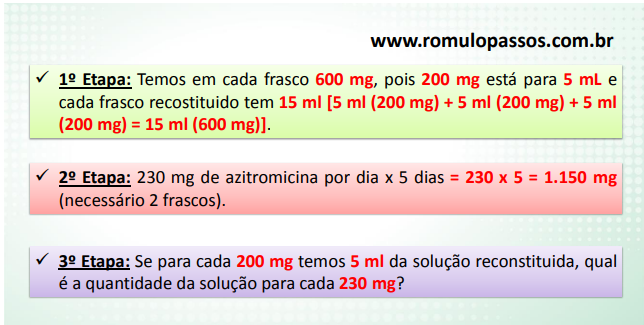 www.romulopassos.com.br
✓ 1º Etapa: Temos em cada frasco 600 mg, pois 200 mg está para 5 mL e
cada frasco recostituido tem 15 ml [5 ml (200 mg) + 5 ml (200 mg) + 5 ml
(200 mg) = 15 ml (600 mg)].
✓ 2º Etapa: 230 mg de azitromicina por dia x 5 dias = 230 x 5 = 1.150 mg
(necessário 2 frascos).
✓ 3º Etapa: Se para cada 200 mg temos 5 ml da solução reconstituida, qual
é a quantidade da solução para cada 230 mg?